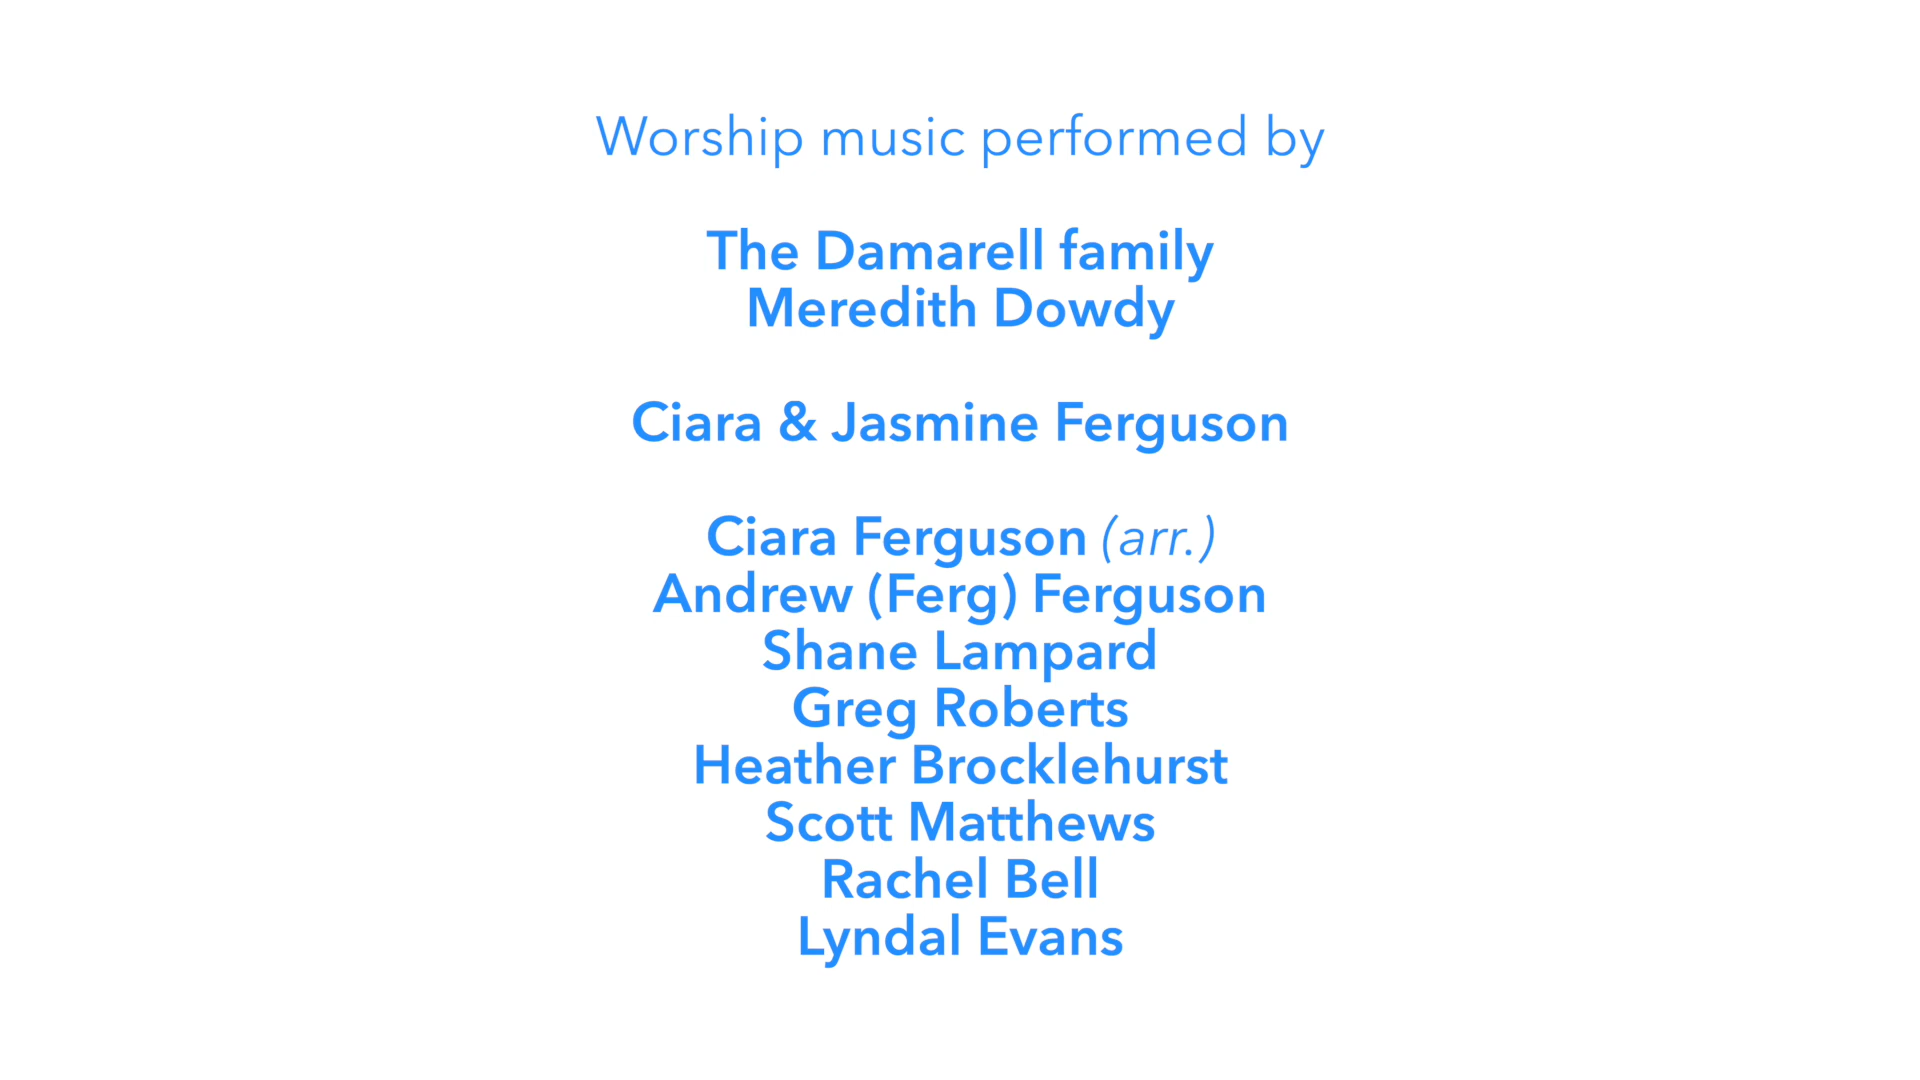 Worship music performed by
The Damarell family
Meredith Dowdy
Ciara & Jasmine Ferguson
Ciara Ferguson (arr.)
Andrew (Ferg) Ferguson
Shane Lampard
Greg Roberts
Heather Brocklehurst
Scott Matthews
Rachel Bell
Lyndal Evans